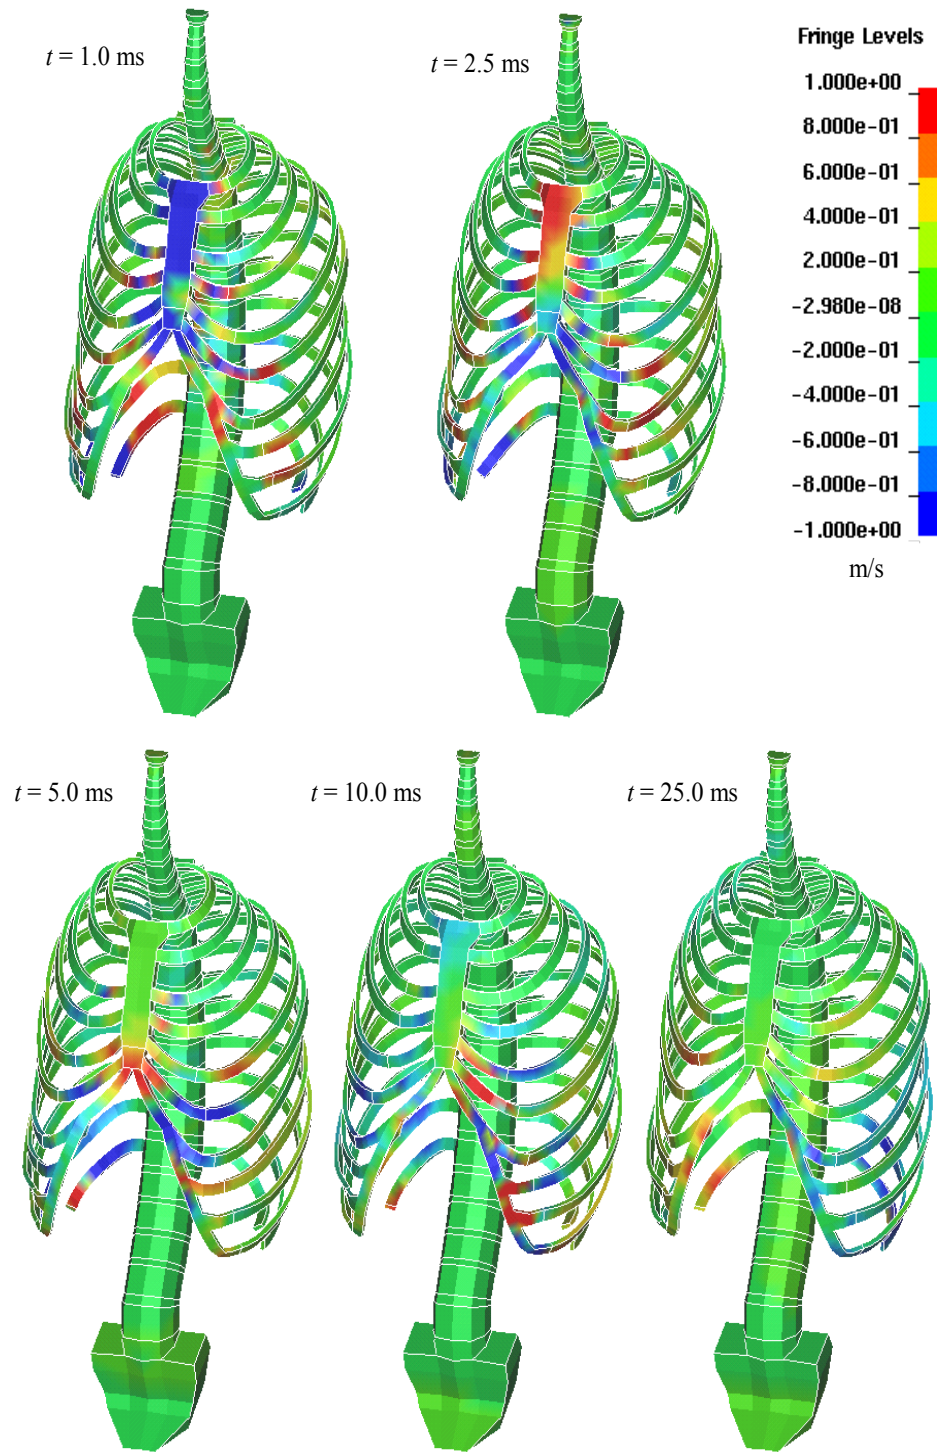 t = 1.0 ms
t = 2.5 ms
Fringe Levels
1.000e+00
8.000e-01
6.000e-01
4.000e-01
2.000e-01
-2.980e-08
-2.000e-01
-4.000e-01
-6.000e-01
-8.000e-01
-1.000e+00
m/s
t = 5.0 ms
t = 10.0 ms
t = 25.0 ms